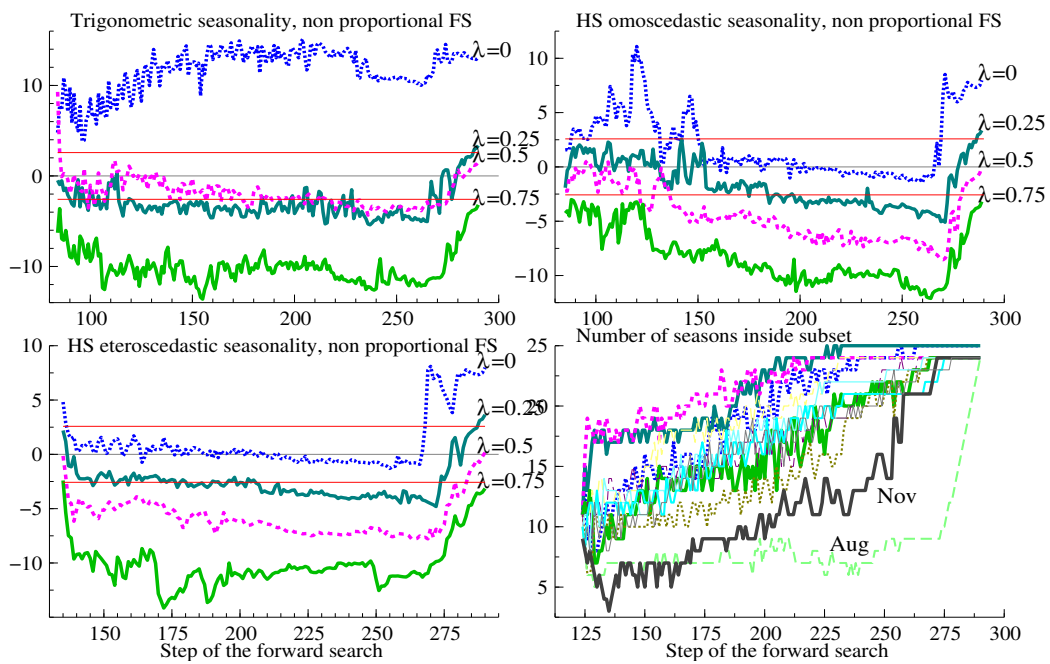 Trigonometric seasonality, non proportional FS
λ=0
10
λ=0.25
λ=0.5
0
λ=0.75
−10
100 150 200 250 300
HS omoscedastic seasonality, non proportional FS
10
λ=0
5
λ=0.25
0
λ=0.5
λ=0.75
−5
−10
100 150 200 250 300
HS eteroscedastic seasonality, non proportional FS
10
λ=0
5
λ=0.25
0
λ=0.5
λ=0.75
−5
−10
150 175 200 225 250 275 300
Step of the forward search
Number of seasons inside subset
25
20
15
Nov
10
Aug
5
125 150 175 200 225 250 275 300
Step of the forward search